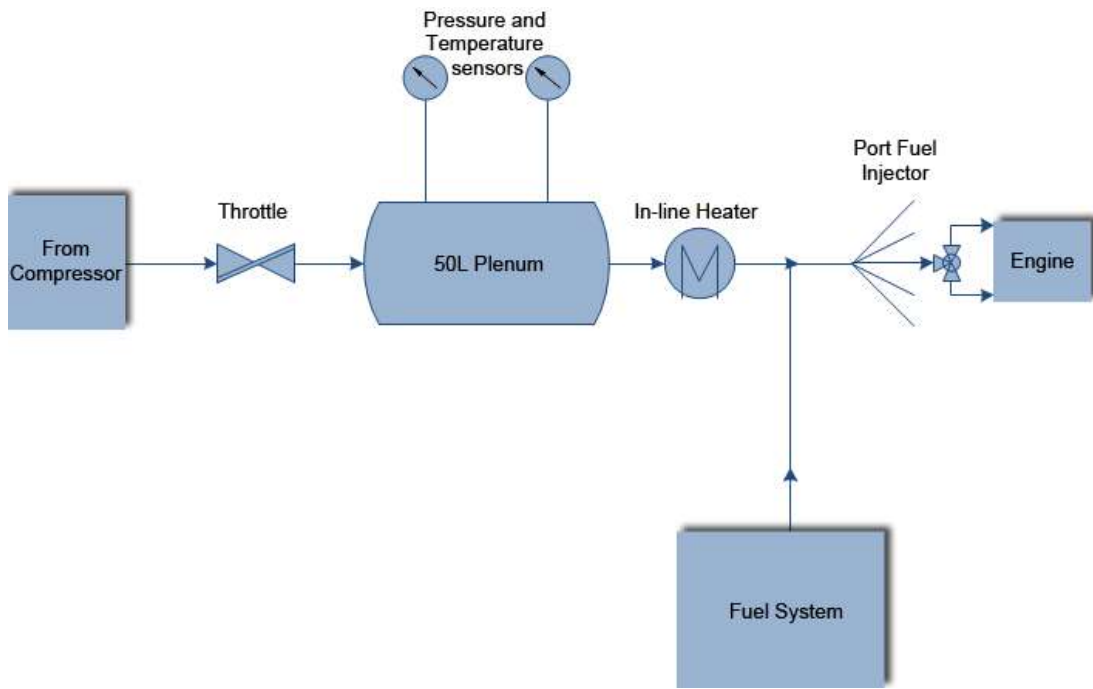 Pressure and
Temperature
sensors
Port Fuel
Injector
Throttle
In-line Heater
From
Compressor
50L Plenum
Engine
Fuel System